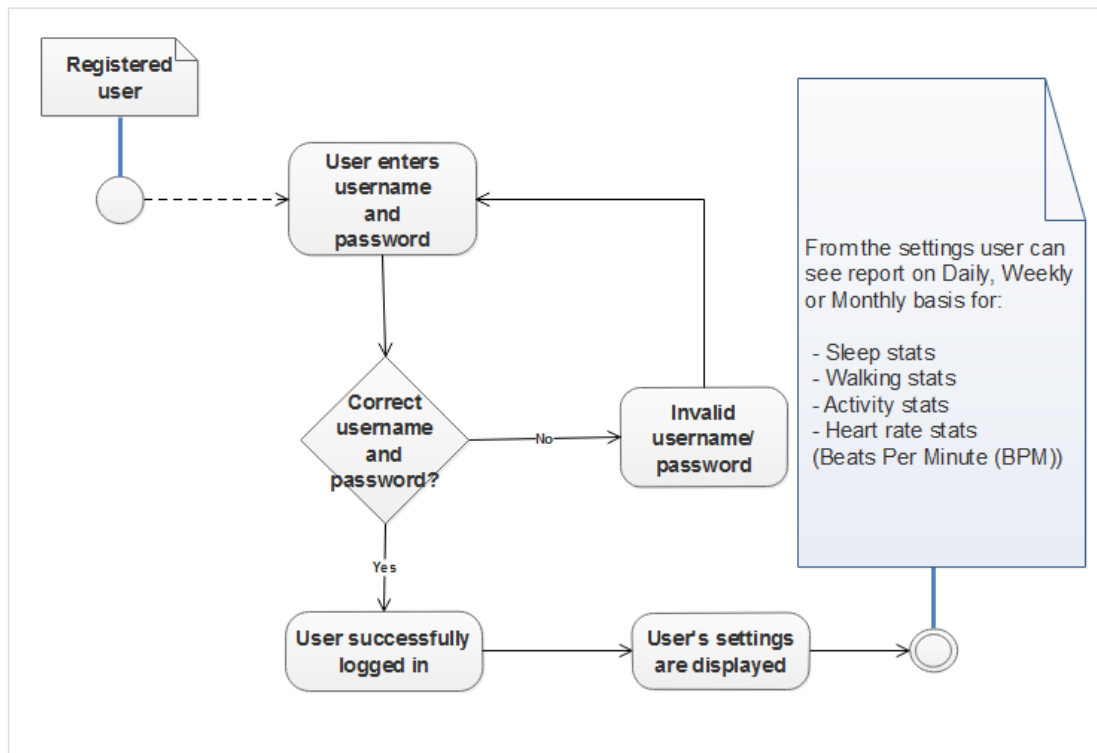 Registered
user
User enters
username
and
password
Correct
username
and
password?
No
Invalid
username/
password
Yes
User successfully
logged in
User's settings
are displayed
From the settings user can
see report on Daily, Weekly
or Monthly basis for:
- Sleep stats
- Walking stats
- Activity stats
- Heart rate stats
(Beats Per Minute (BPM))